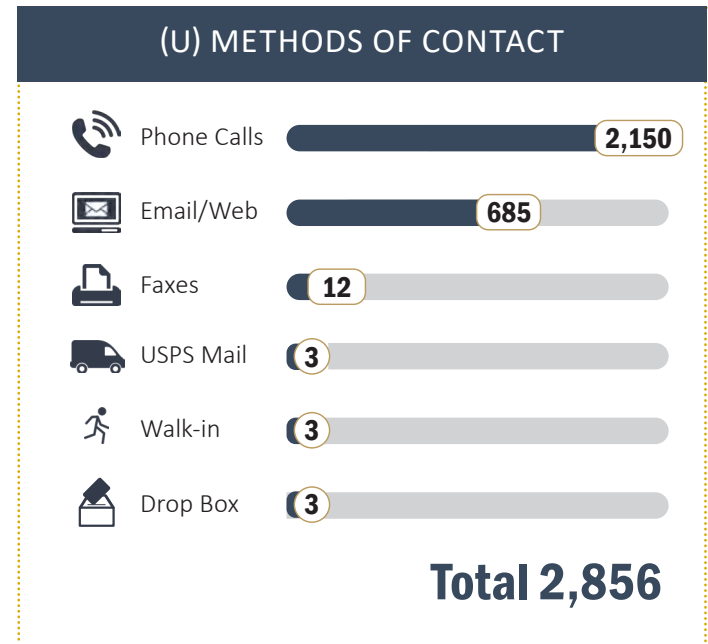 (U) METHODS OF CONTACT
Phone Calls 2,150
Email/Web 685
Faxes 12
USPS Mail 3
Walk-in 3
Drop Box 3
Total 2,856